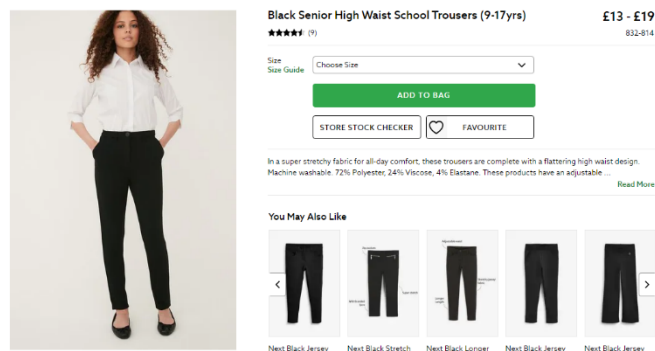 Black Senior High Waist School Trousers (9-17yrs)
£13 - £19
(9)
832-814
Size
Size Guide
Choose Size
ADD TO BAG
STORE STOCK CHECKER
FAVOURITE
In a super stretchy fabric for all-day comfort, these trousers are complete with a flattering high waist design.
Machine washable. 72% Polyester, 24% Viscose, 4% Elastane. These products have an adjustable ...
Read More
You May Also Like
Next Black Jersey
Next Black Stretch
Next Black Longer
Next Black Jersey
Next Black Jersey